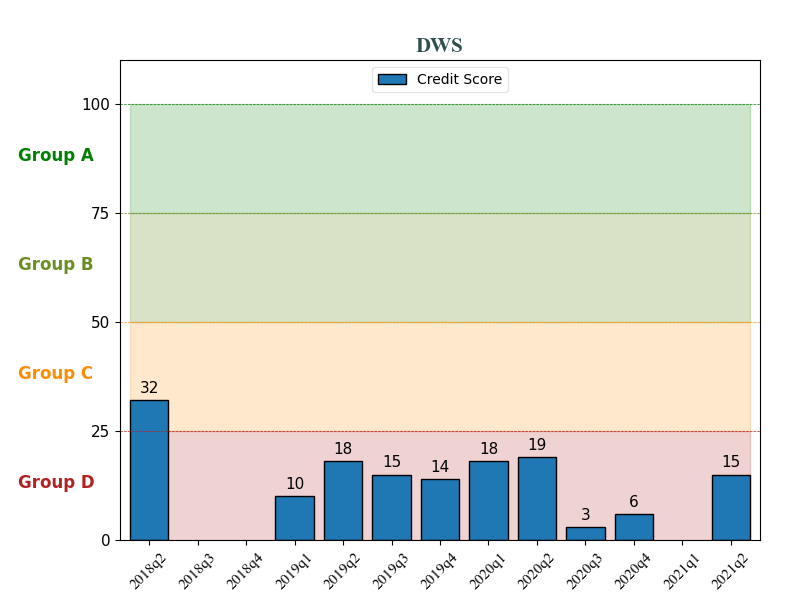 DWS
Credit Score
100
Group A
75
Group B
50
Group C
32
25
19
18
18
15
15
14
Group D
10
6
3
0
2018q2
2018q3
2018q4
2019q1
2019q2
2019q3
2019q4
2020q1
2020q2
2020q3
2020q4
2021q1
2021q2